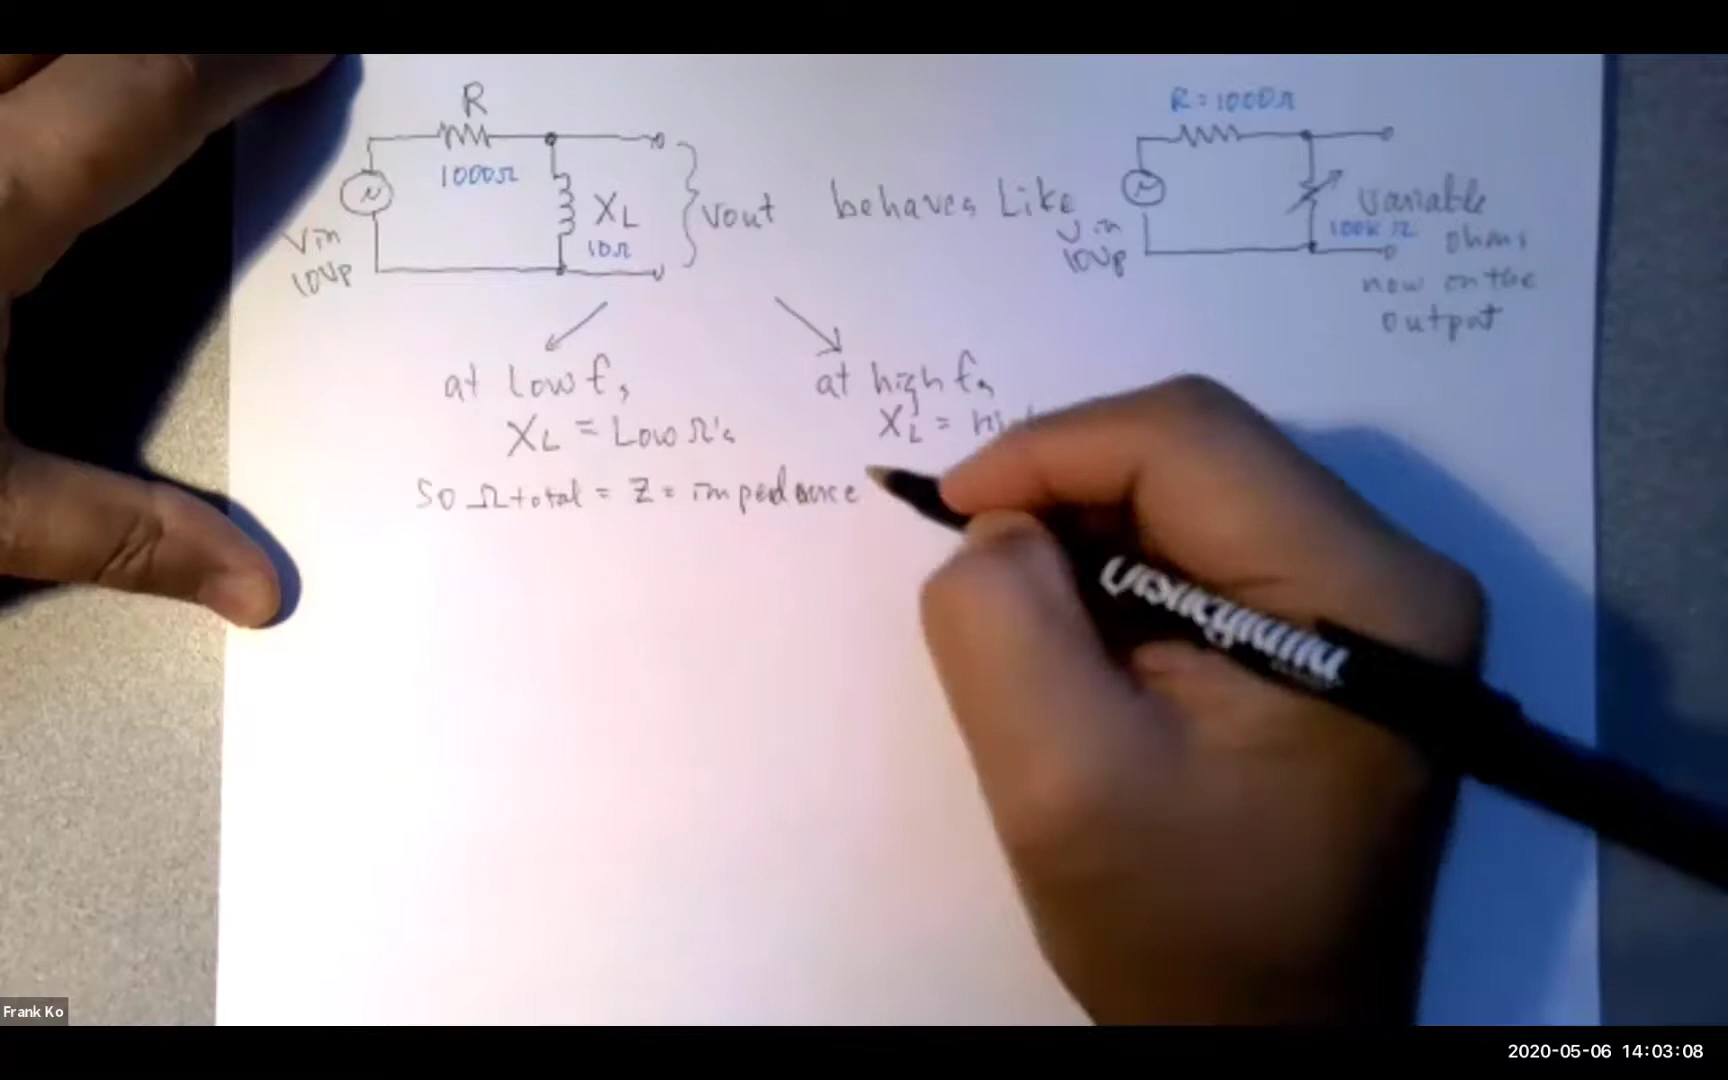 R
1000Ω
Vin
10Vp
XL
10Ω
Vout
behaves Like
R = 1000Ω
Vin
10Vp
variable
100K Ω ohms
now on the
output
at Low f,
XL = Low Ω's
at high f,
XL =
so Ωtotal = Z = impedance
Frank Ko
2020-05-06 14:03:08